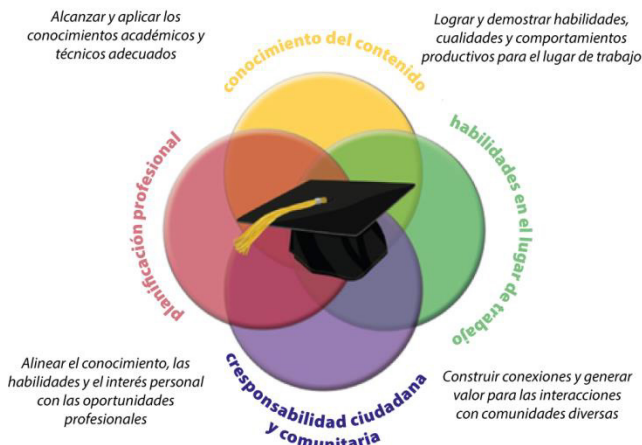 Alcanzar y aplicar los
conocimientos académicos y
técnicos adecuados
Lograr y demostrar habilidades,
cualidades y comportamientos
productivos para el lugar de trabajo
conocimiento del contenido
planificación profesional
habilidades en el lugar de trabajo
cresponsabilidad ciudadana
y comunitaria
Alinear el conocimiento, las
habilidades y el interés personal
con las oportunidades
profesionales
Construir conexiones y generar
valor para las interacciones
con comunidades diversas